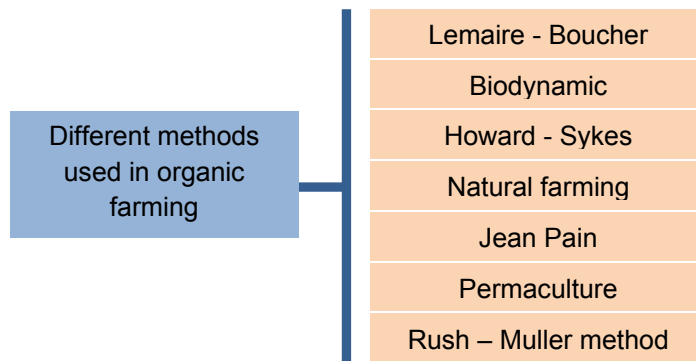 Different methods
used in organic
farming
Lemaire - Boucher
Biodynamic
Howard - Sykes
Natural farming
Jean Pain
Permaculture
Rush – Muller method